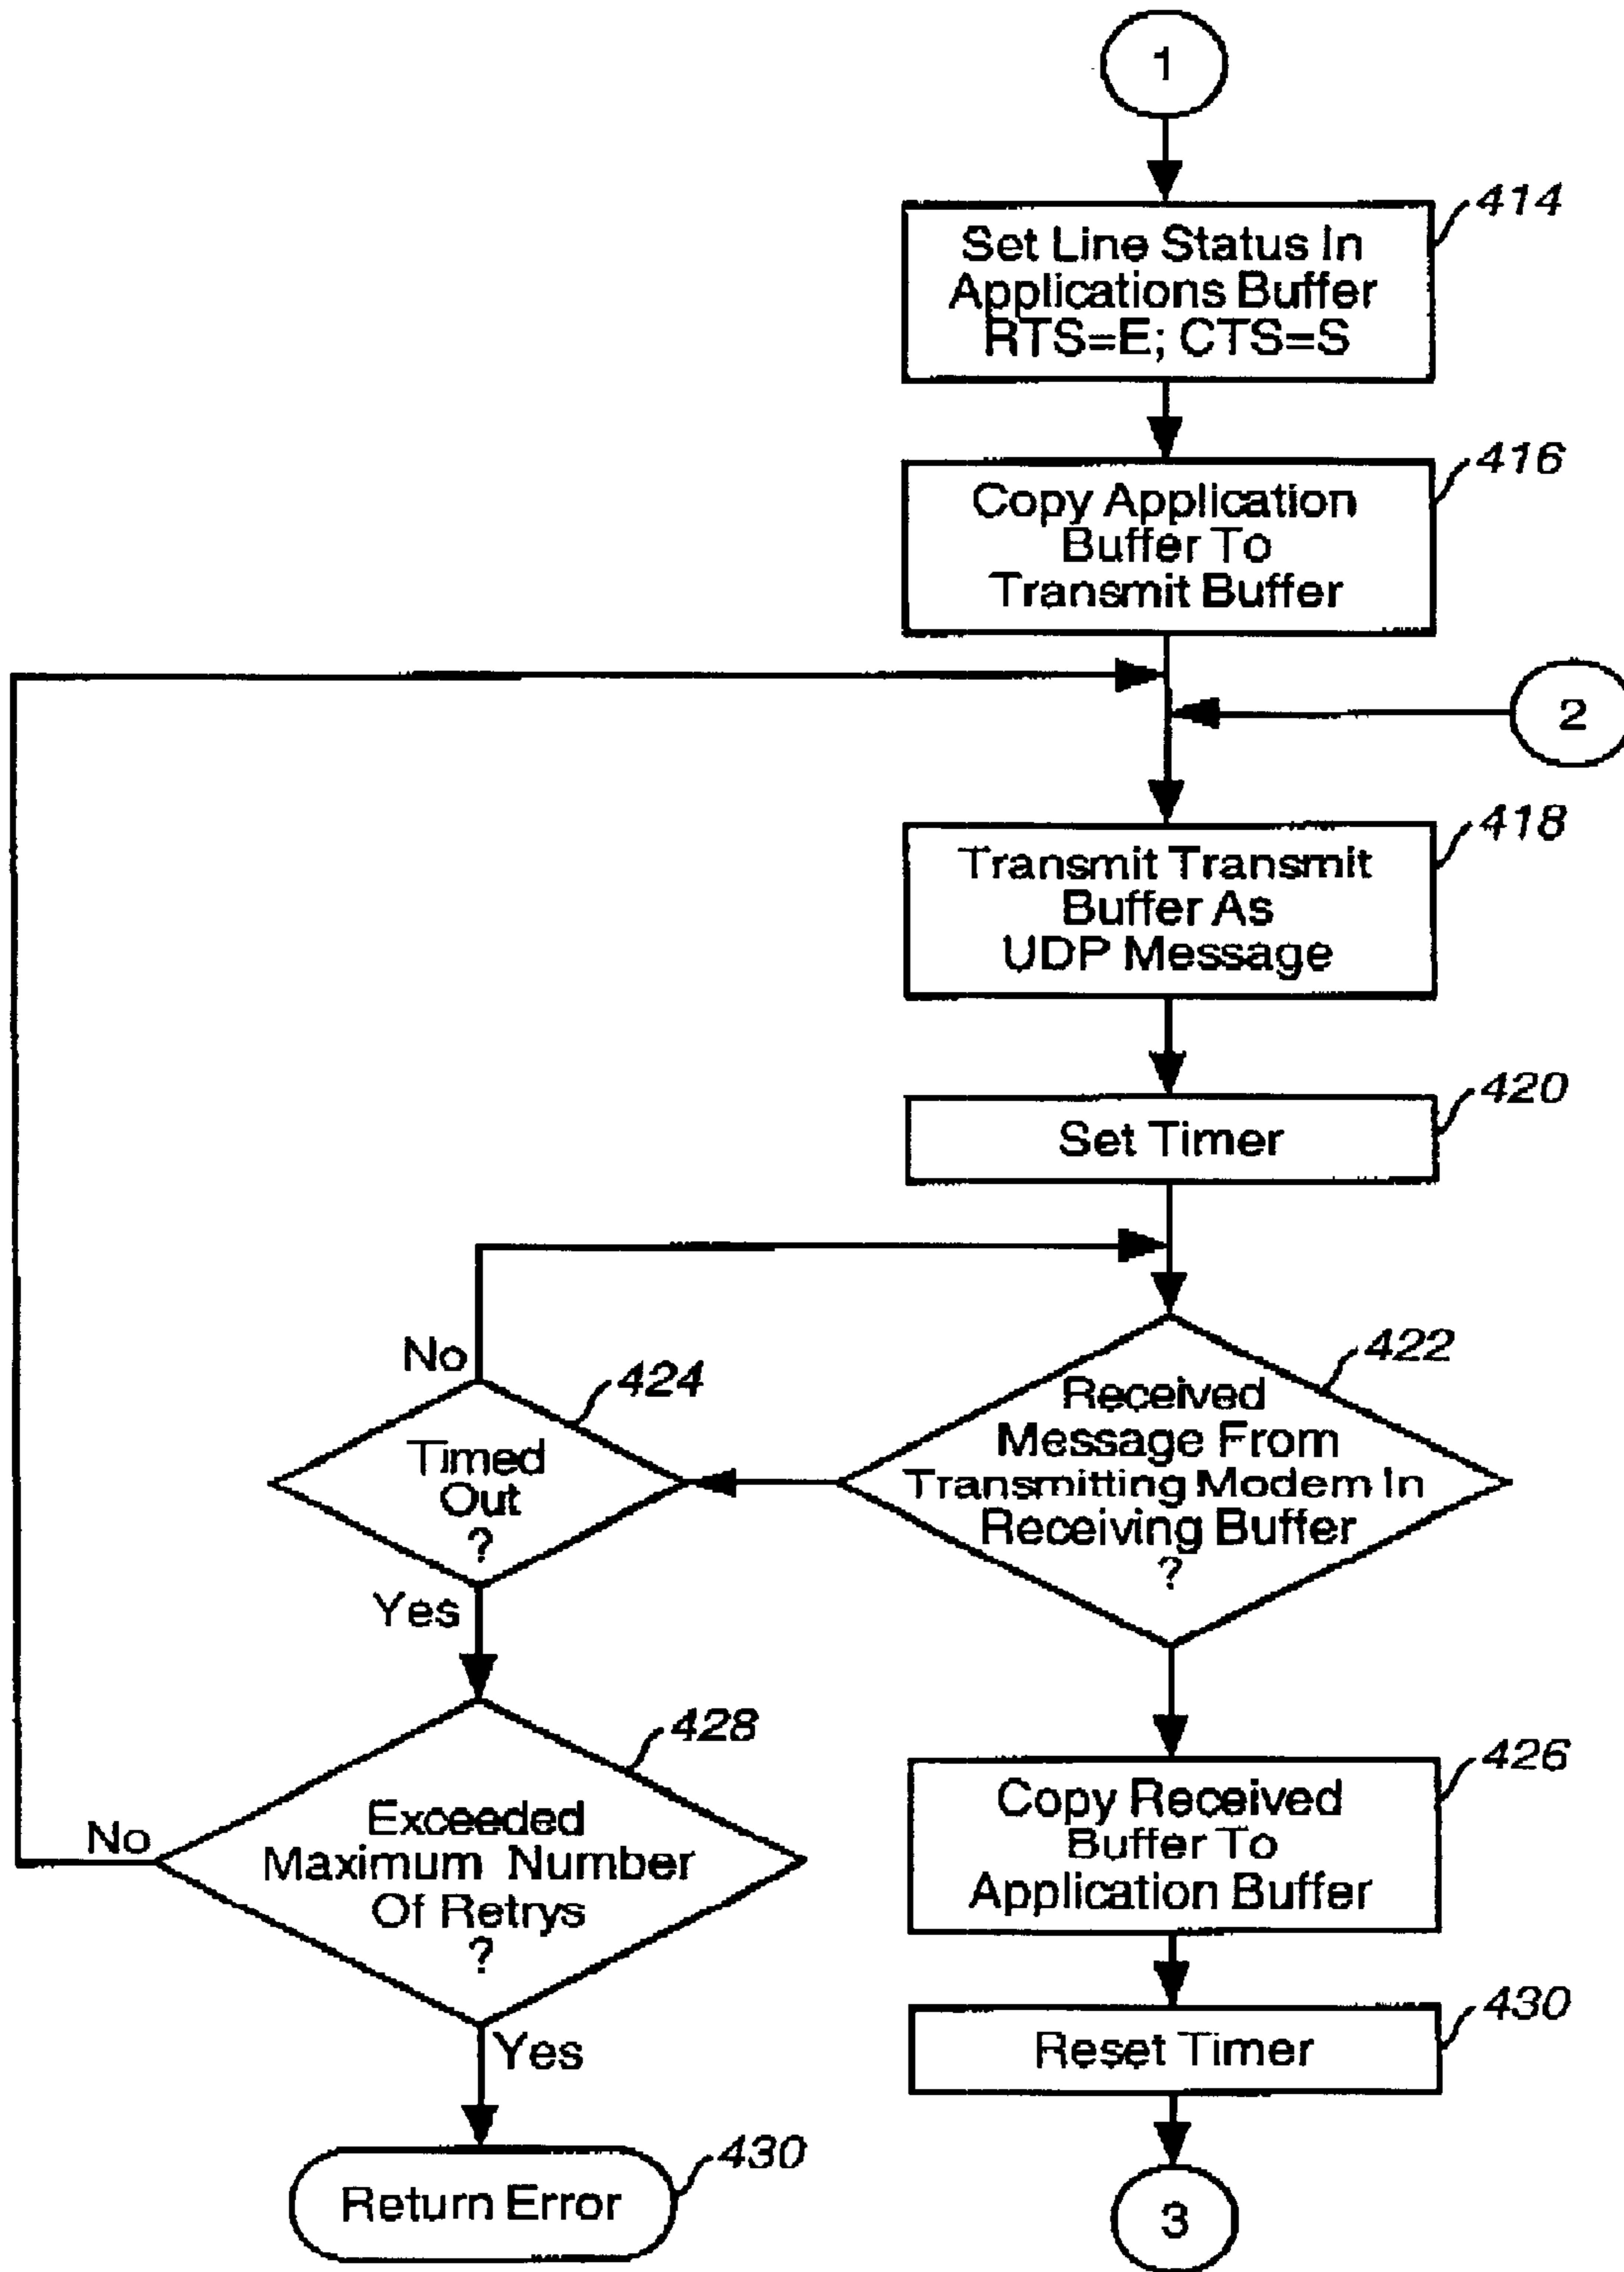 1
414
Set Line Status In
Applications Buffer
RTS=E; CTS=S
416
Copy Application
Buffer To
Transmit Buffer
2
418
Transmit Transmit
Buffer As
UDP Message
420
Set Timer
No
424
Timed
Out
?
Yes
422
Received
Message From
Transmitting Modem In
Receiving Buffer
?
428
No
Exceeded
Maximum Number
Of Retrys
?
Yes
426
Copy Received
Buffer To
Application Buffer
430
Reset Timer
430
Return Error
3